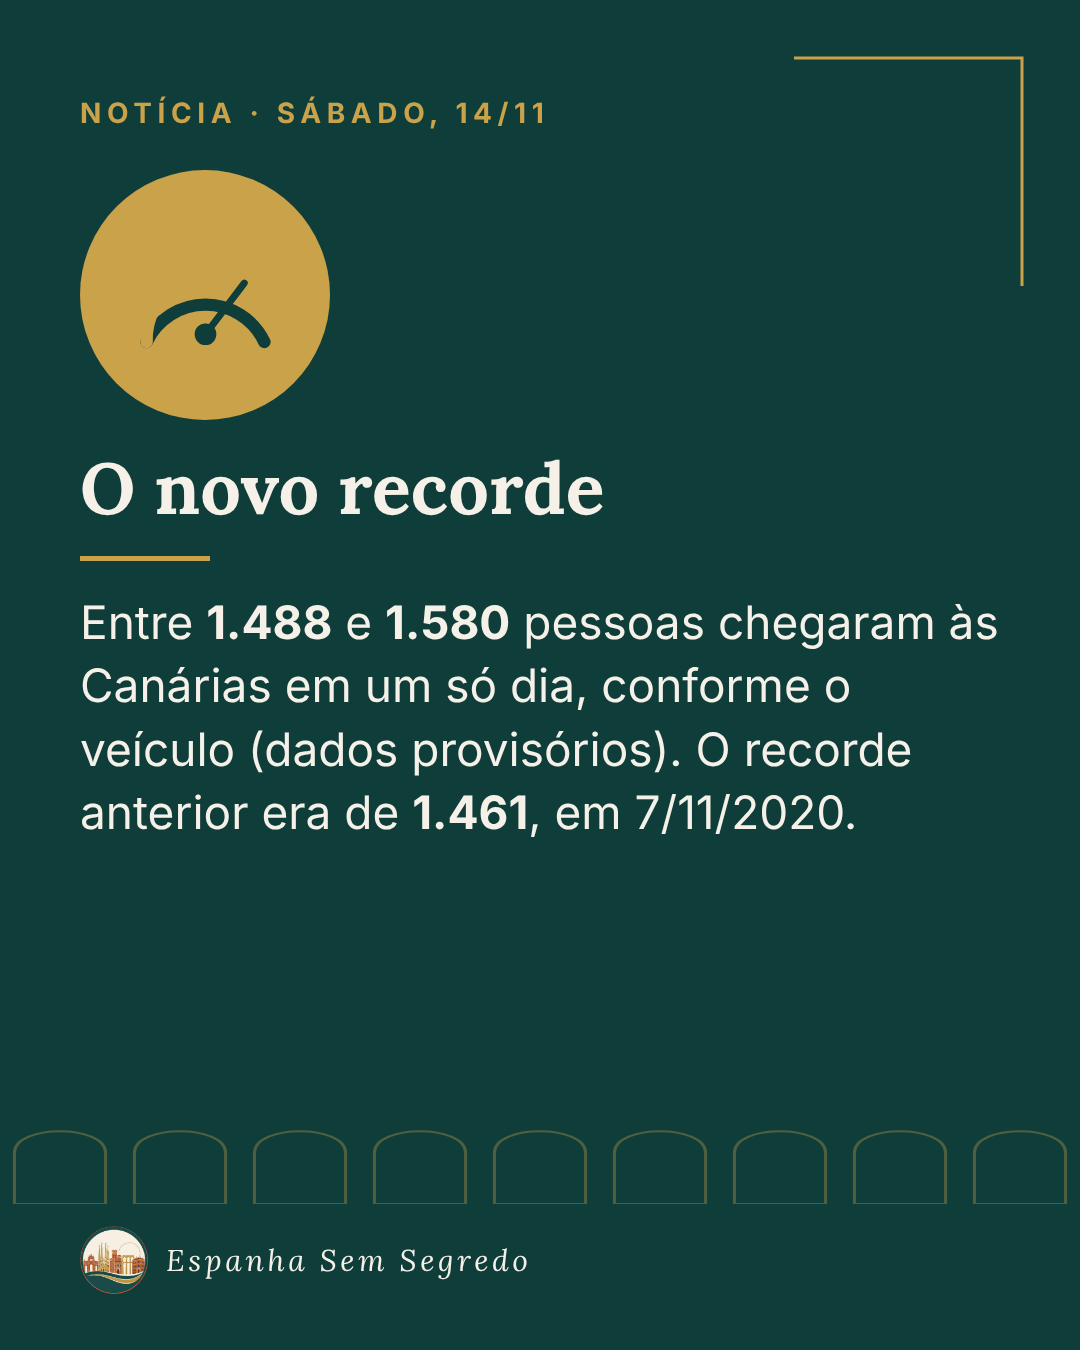 NOTÍCIA · SÁBADO, 14/11
O novo recorde
Entre 1.488 e 1.580 pessoas chegaram às
Canárias em um só dia, conforme o
veículo (dados provisórios). O recorde
anterior era de 1.461, em 7/11/2020.
Espanha Sem Segredo